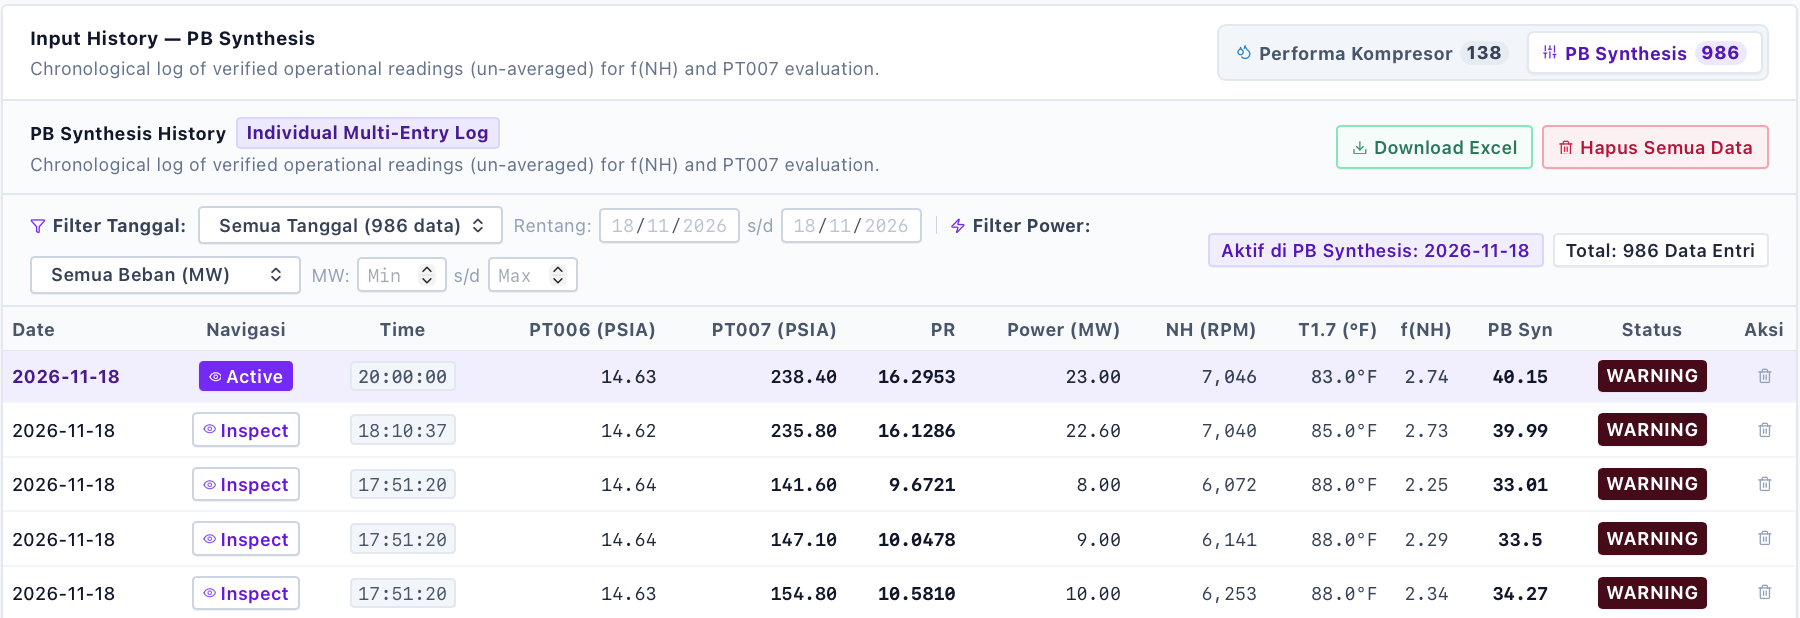 Input History — PB Synthesis
Chronological log of verified operational readings (un-averaged) for f(NH) and PT007 evaluation.
Performa Kompresor 138 PB Synthesis 986
PB Synthesis History Individual Multi-Entry Log
Chronological log of verified operational readings (un-averaged) for f(NH) and PT007 evaluation.
Download Excel Hapus Semua Data
Filter Tanggal: Semua Tanggal (986 data) Rentang: 18/11/2026 s/d 18/11/2026 Filter Power:
Semua Beban (MW) MW: Min s/d Max
Aktif di PB Synthesis: 2026-11-18 Total: 986 Data Entri
Date Navigasi Time PT006 (PSIA) PT007 (PSIA) PR Power (MW) NH (RPM) T1.7 (°F) f(NH) PB Syn Status Aksi
2026-11-18 Active 20:00:00 14.63 238.40 16.2953 23.00 7,046 83.0°F 2.74 40.15 WARNING
2026-11-18 Inspect 18:10:37 14.62 235.80 16.1286 22.60 7,040 85.0°F 2.73 39.99 WARNING
2026-11-18 Inspect 17:51:20 14.64 141.60 9.6721 8.00 6,072 88.0°F 2.25 33.01 WARNING
2026-11-18 Inspect 17:51:20 14.64 147.10 10.0478 9.00 6,141 88.0°F 2.29 33.5 WARNING
2026-11-18 Inspect 17:51:20 14.63 154.80 10.5810 10.00 6,253 88.0°F 2.34 34.27 WARNING